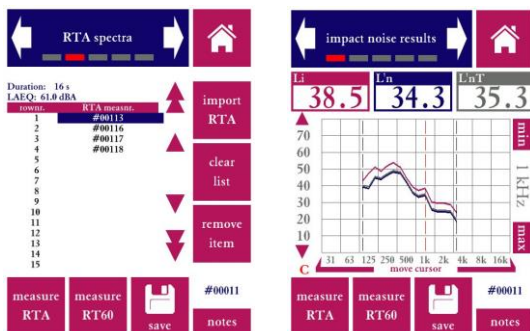 RTA spectra
Duration: 16 s
LAEQ: 61.0 dBA
rownr. RTA measnr.
1 #00113
2 #00116
3 #00117
4 #00118
5
6
7
8
9
10
11
12
13
14
15
import
RTA
clear
list
remove
item
measure
RTA
measure
RT60
save
#00011
notes
impact noise results
Li L'n L'nT
38.5 34.3 35.3
70
60
50
40
30
20
10
min
1 kHz
max
31 63 125 250 500 1k 2k 4k 8k 16k
C move cursor
measure
RTA
measure
RT60
save
#00011
notes